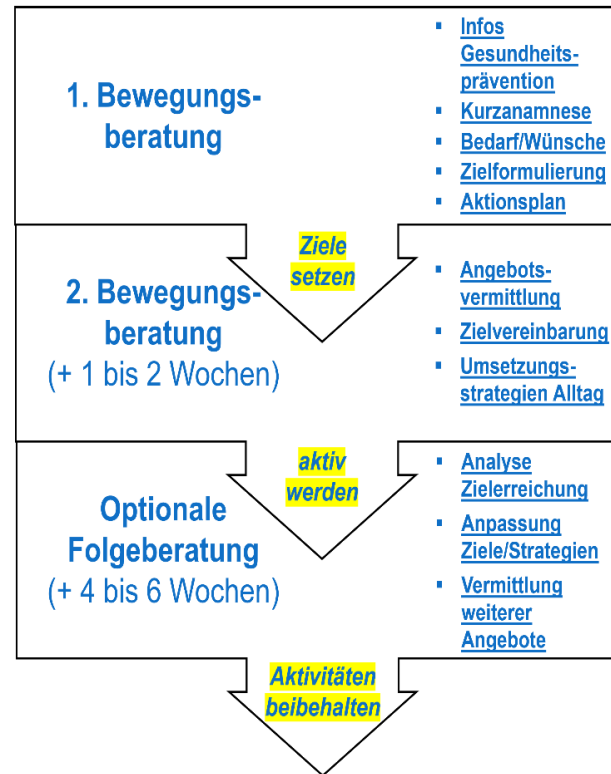 1. Bewegungs-
beratung
▪ Infos
Gesundheits-
prävention
▪ Kurzanamnese
▪ Bedarf/Wünsche
▪ Zielformulierung
▪ Aktionsplan
Ziele
setzen
2. Bewegungs-
beratung
(+ 1 bis 2 Wochen)
▪ Angebots-
vermittlung
▪ Zielvereinbarung
▪ Umsetzungs-
strategien Alltag
aktiv
werden
Optionale
Folgeberatung
(+ 4 bis 6 Wochen)
▪ Analyse
Zielerreichung
▪ Anpassung
Ziele/Strategien
▪ Vermittlung
weiterer
Angebote
Aktivitäten
beibehalten